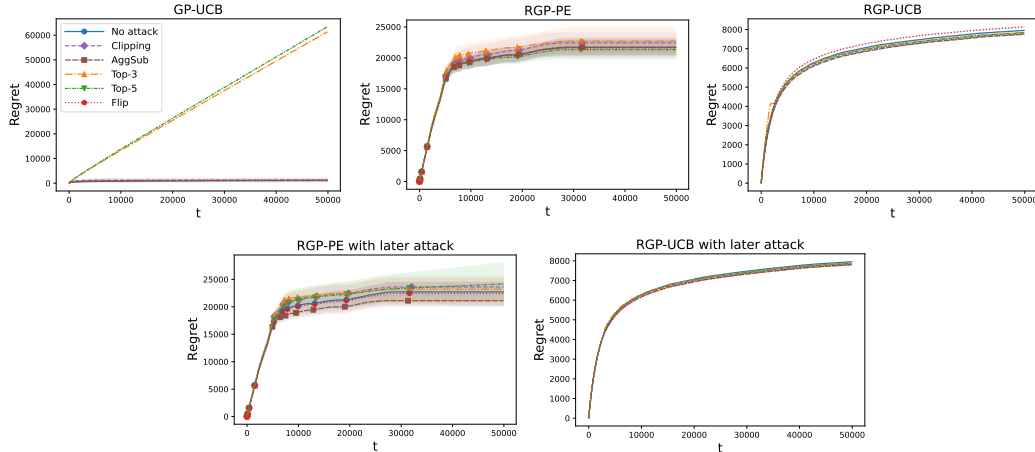 GP-UCB
Regret
60000
50000
40000
30000
20000
10000
0
No attack
Clipping
AggSub
Top-3
Top-5
Flip
0 10000 20000 30000 40000 50000
t
RGP-PE
Regret
25000
20000
15000
10000
5000
0
0 10000 20000 30000 40000 50000
t
RGP-UCB
Regret
8000
7000
6000
5000
4000
3000
2000
1000
0
0 10000 20000 30000 40000 50000
t
RGP-PE with later attack
Regret
25000
20000
15000
10000
5000
0
0 10000 20000 30000 40000 50000
t
RGP-UCB with later attack
Regret
8000
7000
6000
5000
4000
3000
2000
1000
0
0 10000 20000 30000 40000 50000
t